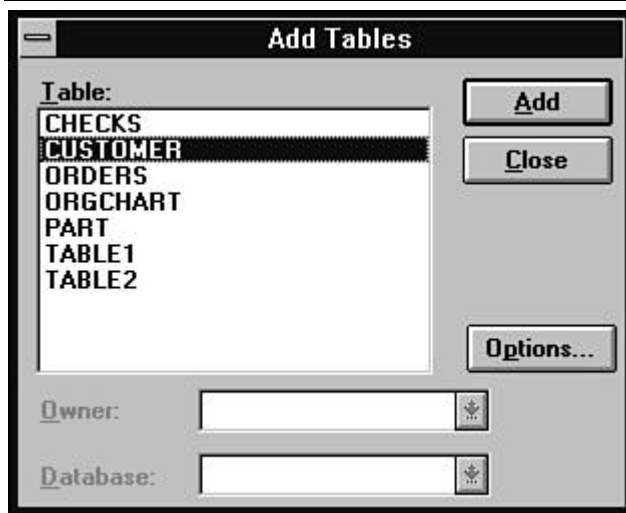 Add Tables
Table:
Add
CHECKS
CUSTOMER
ORDERS
ORGCHART
PART
TABLE1
TABLE2
Close
Options...
Owner:
Database: